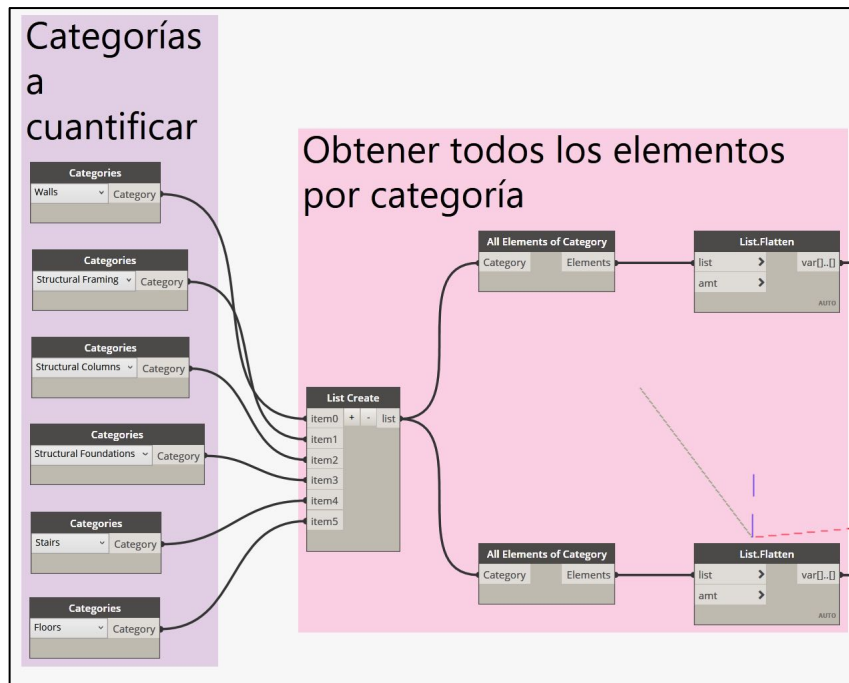 Categorías
a
cuantificar
Categories
Walls Category
Categories
Structural Framing Category
Categories
Structural Columns Category
Categories
Structural Foundations Category
Categories
Stairs Category
Categories
Floors Category
Obtener todos los elementos
por categoría
List Create
item0 + - list
item1
item2
item3
item4
item5
All Elements of Category
Category Elements
List.Flatten
list > var[]..[]
amt >
AUTO
All Elements of Category
Category Elements
List.Flatten
list > var[]..[]
amt >
AUTO